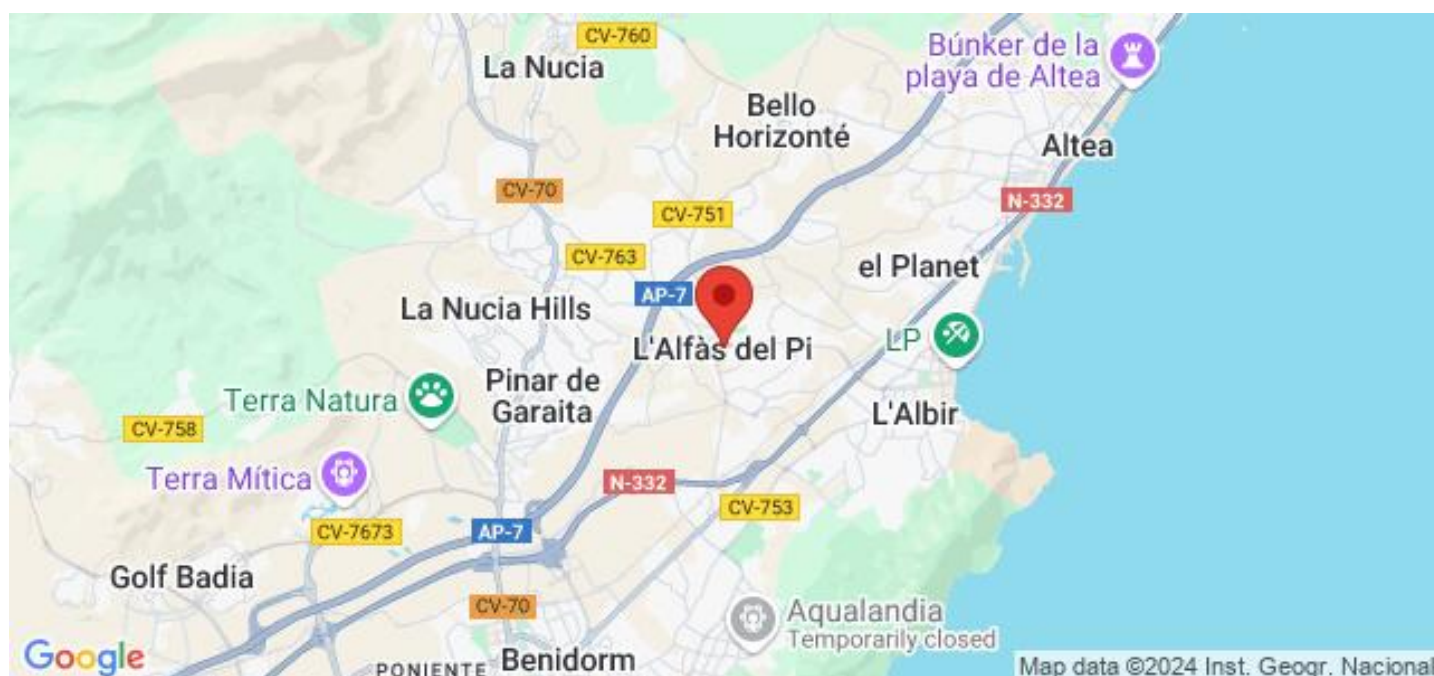 CV-760
La Nucia
Búnker de la
playa de Altea
Bello
Horizonté
Altea
CV-70
N-332
CV-751
CV-763
el Planet
AP-7
La Nucia Hills
LP
L'Alfàs del Pi
Pinar de
Garaita
Terra Natura
L'Albir
CV-758
Terra Mítica
N-332
CV-753
CV-7673
AP-7
Golf Badia
CV-70
Aqualandia
Temporarily closed
Google
PONIENTE
Benidorm
Map data ©2024 Inst. Geogr. Nacional